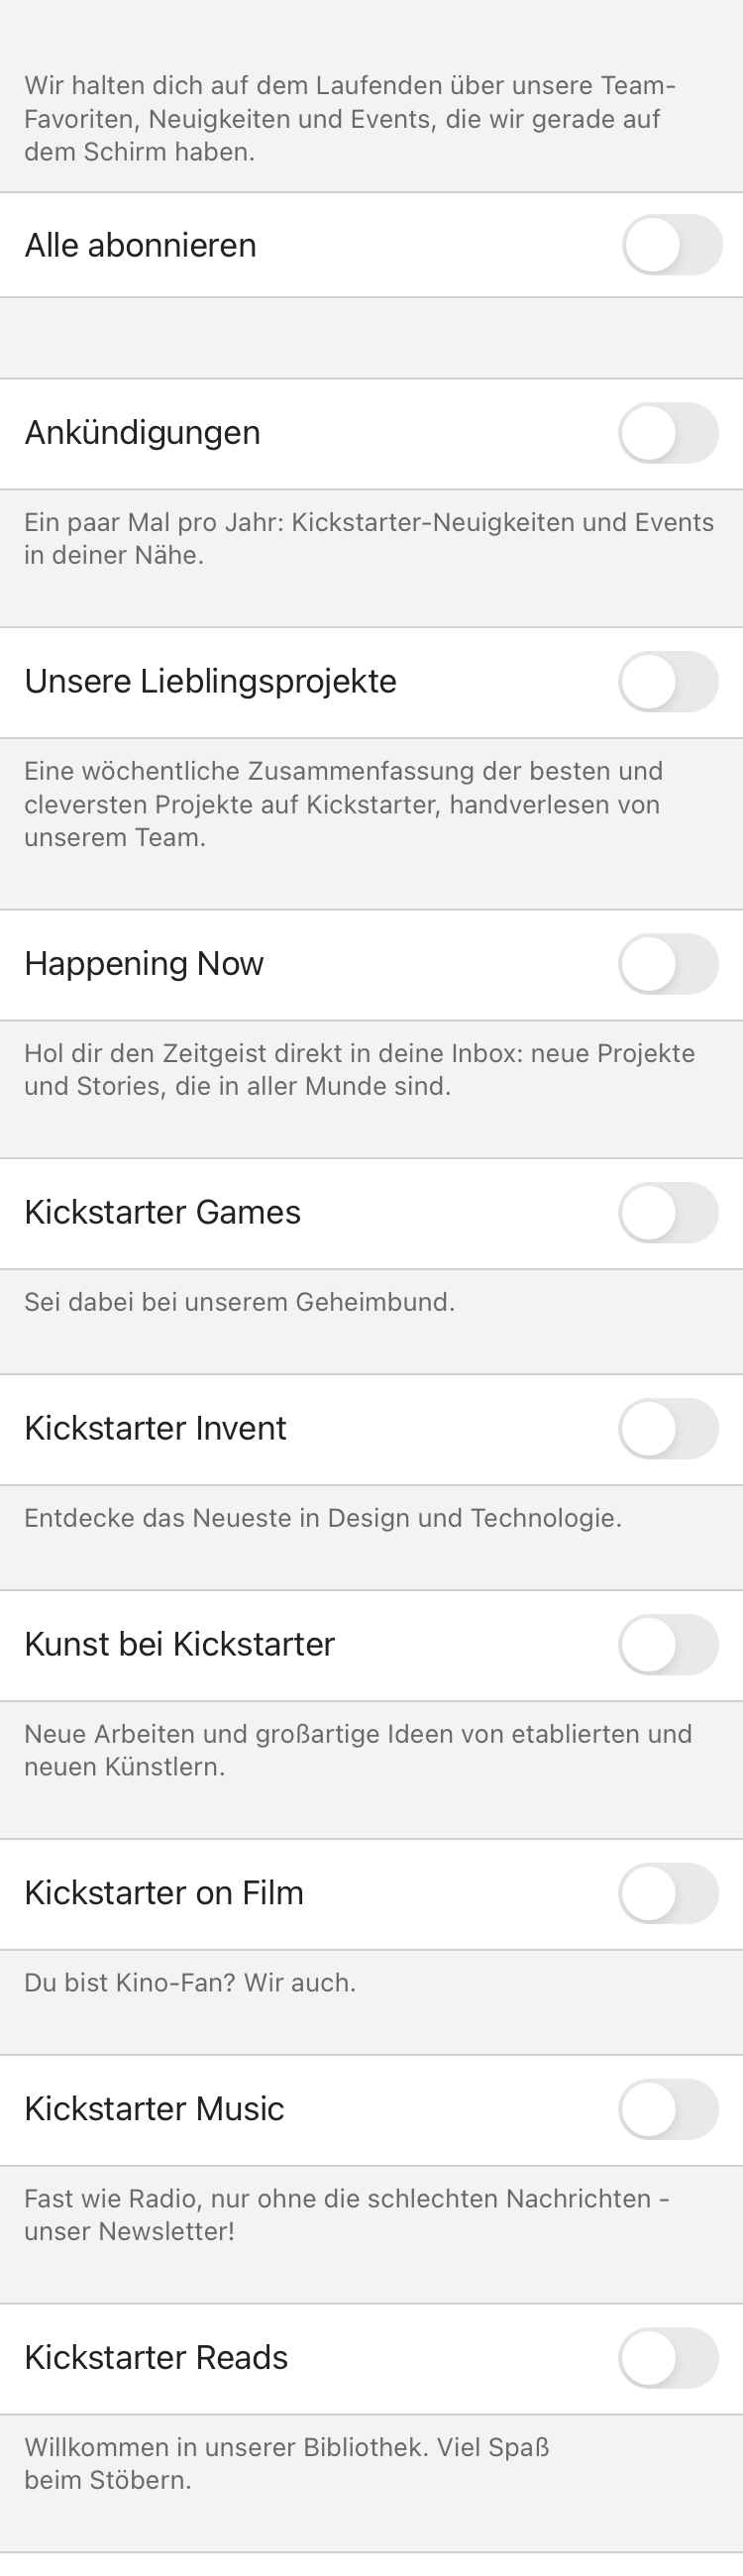 Wir halten dich auf dem Laufenden über unsere Team-
Favoriten, Neuigkeiten und Events, die wir gerade auf
dem Schirm haben.
Alle abonnieren
Ankündigungen
Ein paar Mal pro Jahr: Kickstarter-Neuigkeiten und Events
in deiner Nähe.
Unsere Lieblingsprojekte
Eine wöchentliche Zusammenfassung der besten und
cleversten Projekte auf Kickstarter, handverlesen von
unserem Team.
Happening Now
Hol dir den Zeitgeist direkt in deine Inbox: neue Projekte
und Stories, die in aller Munde sind.
Kickstarter Games
Sei dabei bei unserem Geheimbund.
Kickstarter Invent
Entdecke das Neueste in Design und Technologie.
Kunst bei Kickstarter
Neue Arbeiten und großartige Ideen von etablierten und
neuen Künstlern.
Kickstarter on Film
Du bist Kino-Fan? Wir auch.
Kickstarter Music
Fast wie Radio, nur ohne die schlechten Nachrichten -
unser Newsletter!
Kickstarter Reads
Willkommen in unserer Bibliothek. Viel Spaß
beim Stöbern.